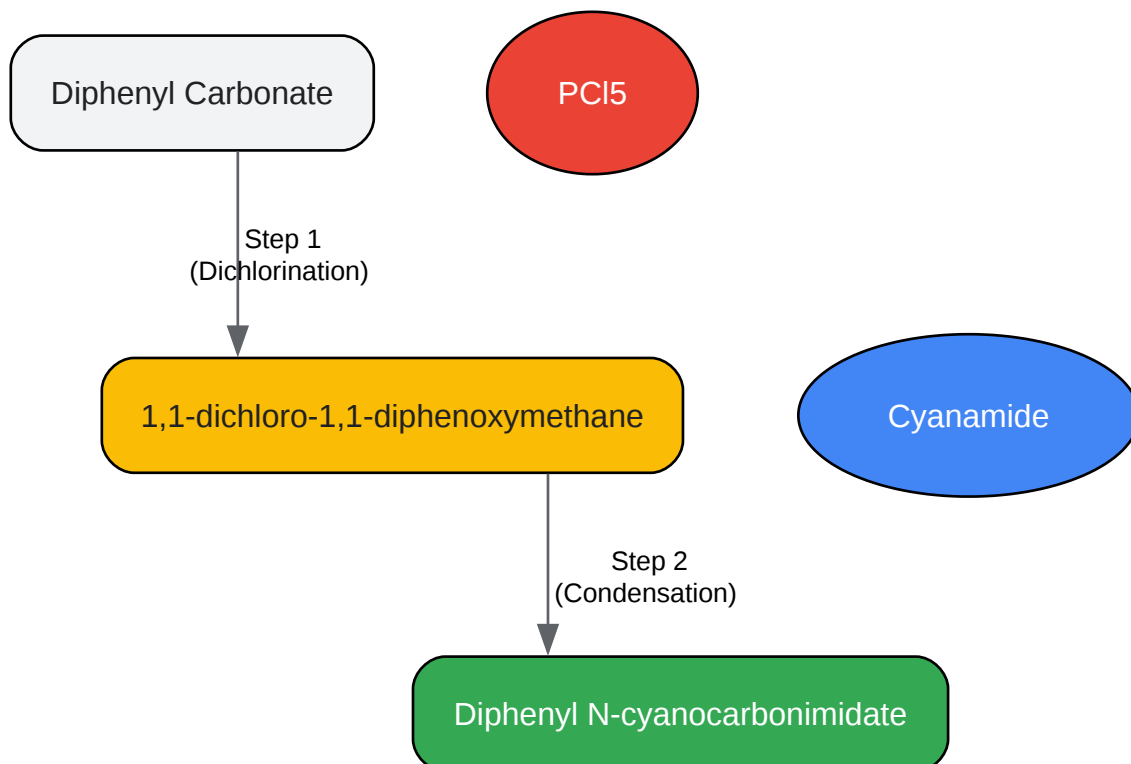 Diphenyl Carbonate
PCl5
Step 1
(Dichlorination)
1,1-dichloro-1,1-diphenoxymethane
Cyanamide
Step 2
(Condensation)
Diphenyl N-cyanocarbonimidate